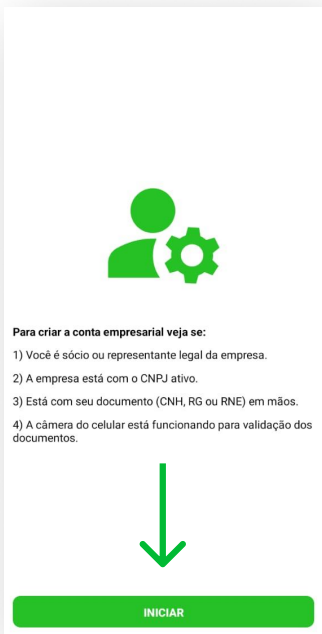 Para criar a conta empresarial veja se:
1) Você é sócio ou representante legal da empresa.
2) A empresa está com o CNPJ ativo.
3) Está com seu documento (CNH, RG ou RNE) em mãos.
4) A câmera do celular está funcionando para validação dos
documentos.
INICIAR